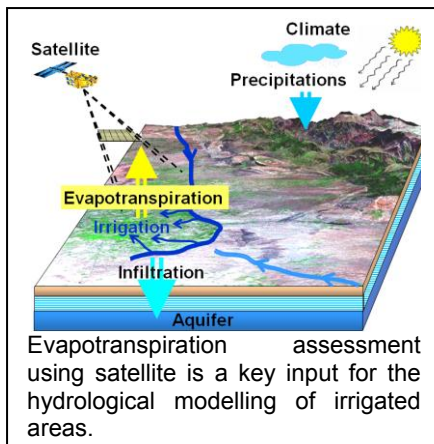 Climate
Satellite
Precipitations
Evapotranspiration
Irrigation
Infiltration
Aquifer
Evapotranspiration assessment
using satellite is a key input for the
hydrological modelling of irrigated
areas.